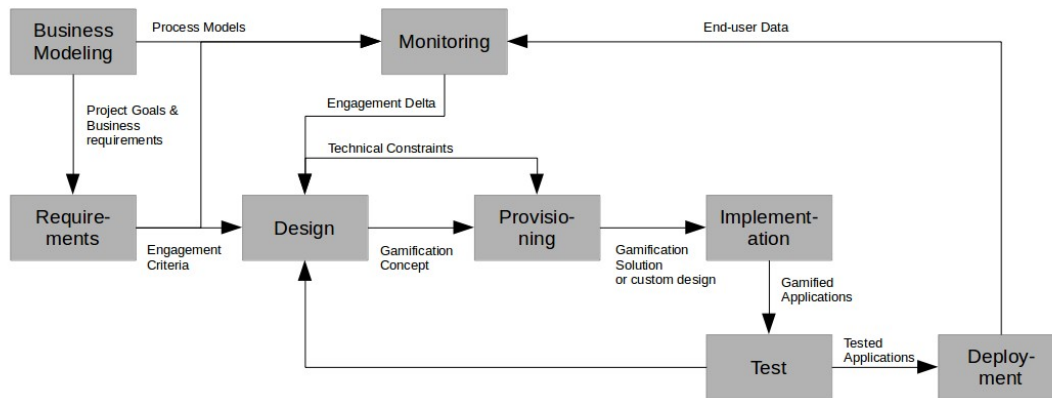 Business
Modeling
Process Models
Monitoring
End-user Data
Project Goals &
Business
requirements
Engagement Delta
Technical Constraints
Require-
ments
Engagement
Criteria
Design
Gamification
Concept
Provisio-
ning
Gamification
Solution
or custom design
Implement-
ation
Gamified
Applications
Test
Tested
Applications
Deploy-
ment